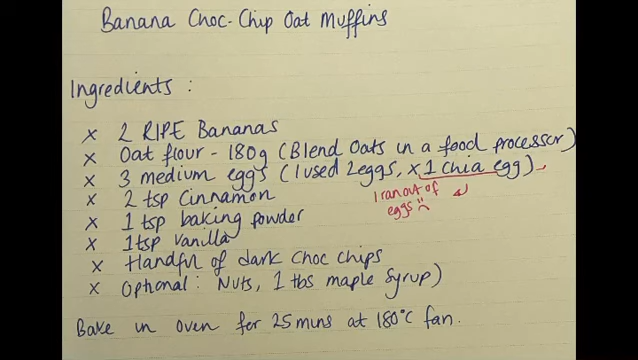 Banana Choc-Chip Oat Muffins
Ingredients :
x 2 RIPE Bananas
x Oat flour - 180g (Blend Oats in a food processor)
x 3 medium eggs (I used 2eggs, x 1 chia egg)
x 2 tsp Cinnamon
I ran out of
eggs
x 1 tsp baking powder
x 1tsp Vanilla
x Handful of dark Choc chips
x Optional: Nuts, 1 tbs maple syrup)
Bake in oven for 25 mins at 180°C fan.